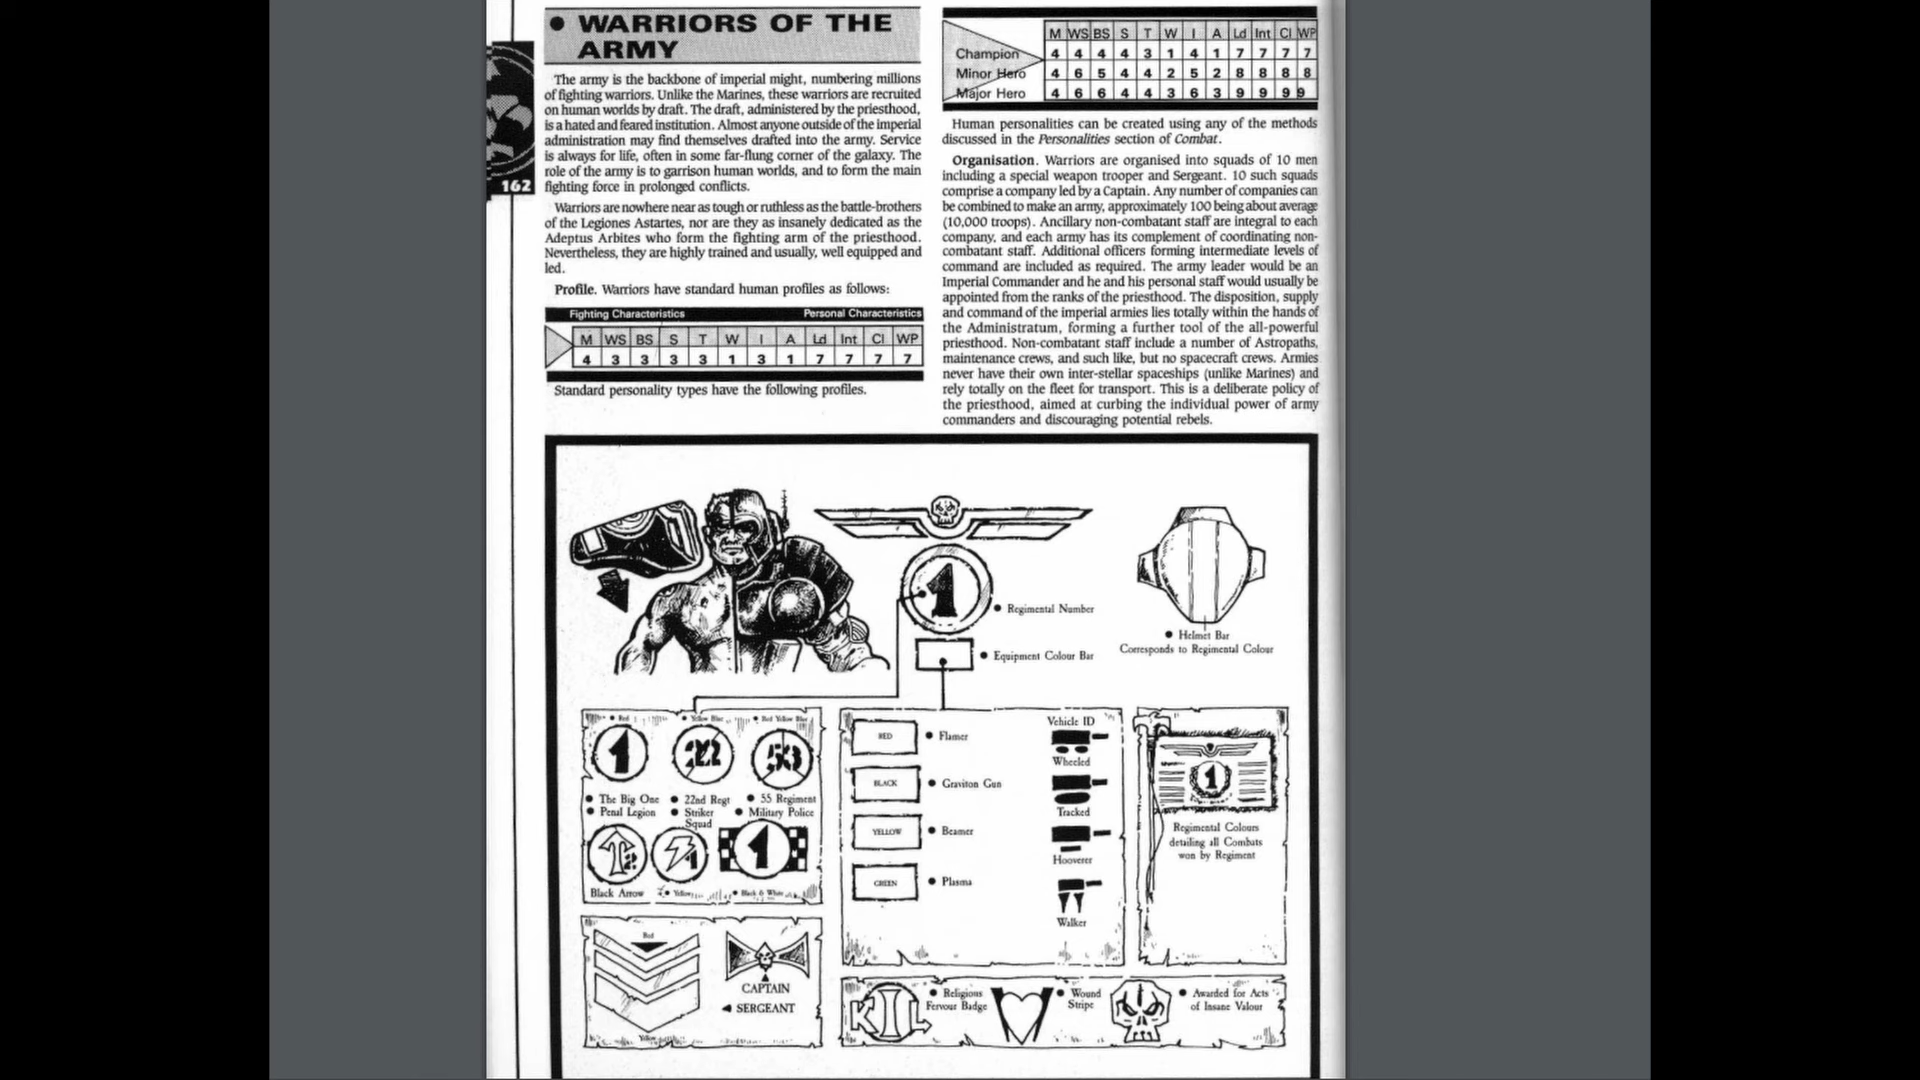 • WARRIORS OF THE
ARMY
The army is the backbone of imperial might, numbering millions
of fighting warriors. Unlike the Marines, these warriors are recruited
on human worlds by draft. The draft, administered by the priesthood,
is a hated and feared institution. Almost anyone outside of the imperial
administration may find themselves drafted into the army. Service
is always for life, often in some far-flung corner of the galaxy. The
role of the army is to garrison human worlds, and to form the main
fighting force in prolonged conflicts.
162
Warriors are nowhere near as tough or ruthless as the battle-brothers
of the Legiones Astartes, nor are they as insanely dedicated as the
Adeptus Arbites who form the fighting arm of the priesthood.
Nevertheless, they are highly trained and usually, well equipped and
led.
Profile. Warriors have standard human profiles as follows:
Fighting Characteristics Personal Characteristics
M WS BS S T W I A Ld Int Cl WP
4 3 3 3 3 1 3 1 7 7 7 7
Standard personality types have the following profiles.
M WS BS S T W I A Ld Int Cl WP
Champion 4 4 4 4 3 1 4 1 7 7 7 7
Minor Hero 4 6 5 4 4 2 5 2 8 8 8 8
Major Hero 4 6 6 4 4 3 6 3 9 9 9 9
Human personalities can be created using any of the methods
discussed in the Personalities section of Combat.
Organisation. Warriors are organised into squads of 10 men
including a special weapon trooper and Sergeant. 10 such squads
comprise a company led by a Captain. Any number of companies can
be combined to make an army, approximately 100 being about average
(10,000 troops). Ancillary non-combatant staff are integral to each
company, and each army has its complement of coordinating non-
combatant staff. Additional officers forming intermediate levels of
command are included as required. The army leader would be an
Imperial Commander and he and his personal staff would usually be
appointed from the ranks of the priesthood. The disposition, supply
and command of the imperial armies lies totally within the hands of
the Administratum, forming a further tool of the all-powerful
priesthood. Non-combatant staff include a number of Astropaths,
maintenance crews, and such like, but no spacecraft crews. Armies
never have their own inter-stellar spaceships (unlike Marines) and
rely totally on the fleet for transport. This is a deliberate policy of
the priesthood, aimed at curbing the individual power of army
commanders and discouraging potential rebels.
1
• Regimental Number
• Equipment Colour Bar
• Helmet Bar
Corresponds to Regimental Colour
• Red • Yellow Blue • Red Yellow Blue
1 22 53
• The Big One • 22nd Regt • 55 Regiment
• Penal Legion • Striker Squad • Military Police
1 1
Black Arrow • Yellow • Black & White
Red
CAPTAIN
◄ SERGEANT
Yellow
RED • Flamer
BLACK • Graviton Gun
YELLOW • Beamer
GREEN • Plasma
Vehicle ID
Wheeled
Tracked
Hooverer
Walker
1
Regimental Colours
detailing all Combats
won by Regiment
KIL
• Religious
Fervour Badge
• Wound
Stripe
• Awarded for Acts
of Insane Valour